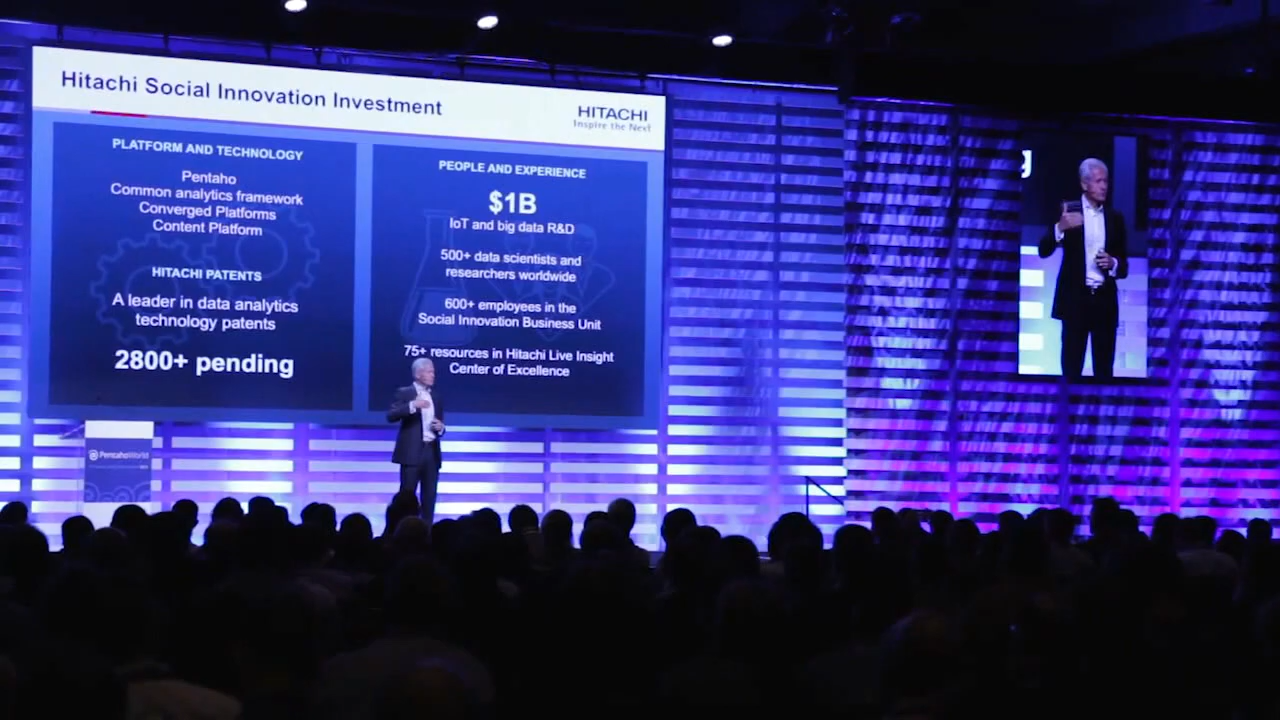 Hitachi Social Innovation Investment
HITACHI
Inspire the Next
PLATFORM AND TECHNOLOGY
Pentaho
Common analytics framework
Converged Platforms
Content Platform
HITACHI PATENTS
A leader in data analytics
technology patents
2800+ pending
PEOPLE AND EXPERIENCE
$1B
IoT and big data R&D
500+ data scientists and
researchers worldwide
600+ employees in the
Social Innovation Business Unit
75+ resources in Hitachi Live Insight
Center of Excellence
PentahoWorld
g